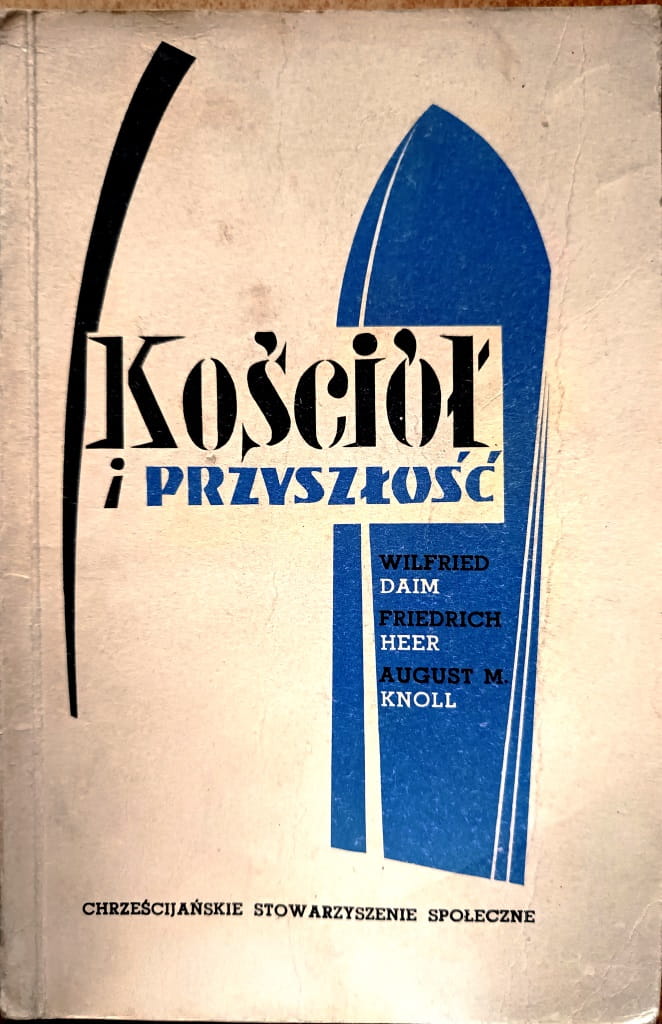 Kościół
i PRZYSZŁOŚĆ
WILFRIED
DAIM
FRIEDRICH
HEER
AUGUST M.
KNOLL
CHRZEŚCIJAŃSKIE STOWARZYSZENIE SPOŁECZNE